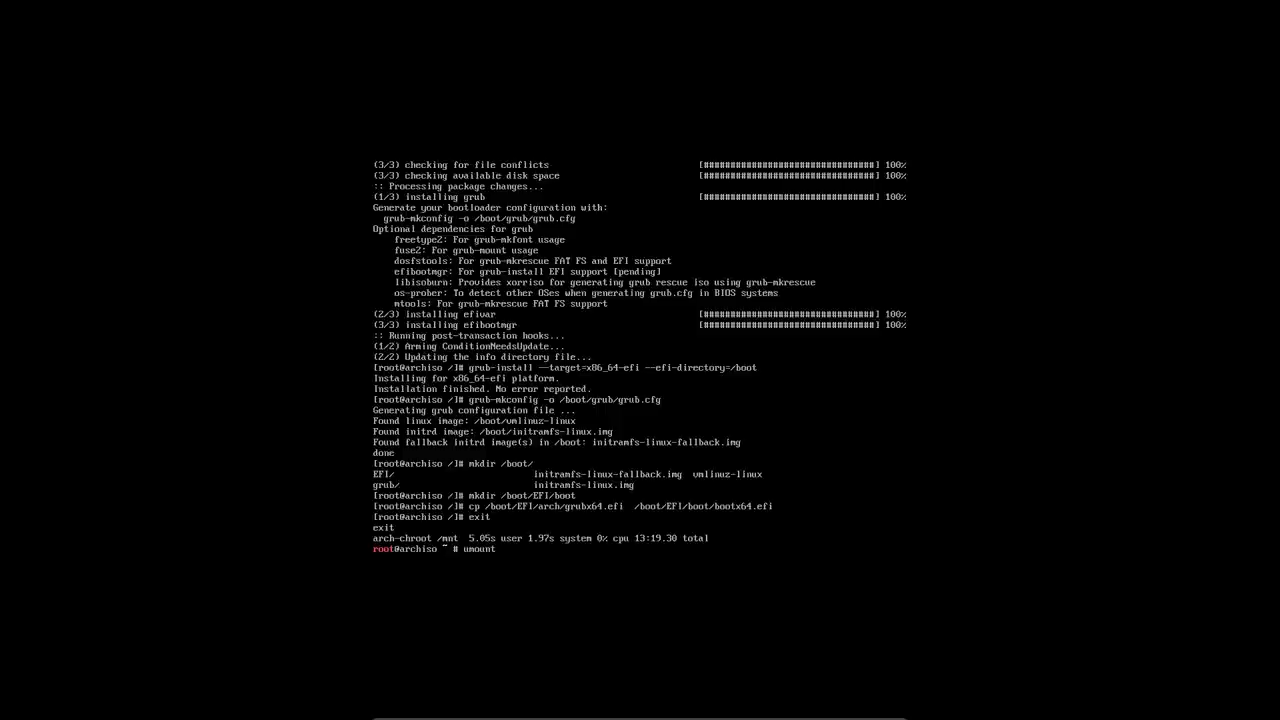 (3/3) checking for file conflicts [################################] 100%
(3/3) checking available disk space [################################] 100%
:: Processing package changes...
(1/3) installing grub [################################] 100%
Generate your bootloader configuration with:
grub-mkconfig -o /boot/grub/grub.cfg
Optional dependencies for grub
freetype2: For grub-mkfont usage
fuse2: For grub-mount usage
dosfstools: For grub-mkrescue FAT FS and EFI support
efibootmgr: For grub-install EFI support [pending]
libisoburn: Provides xorriso for generating grub rescue iso using grub-mkrescue
os-prober: To detect other OSes when generating grub.cfg in BIOS systems
mtools: For grub-mkrescue FAT FS support
(2/3) installing efivar [################################] 100%
(3/3) installing efibootmgr [################################] 100%
:: Running post-transaction hooks...
(1/2) Arming ConditionNeedsUpdate...
(2/2) Updating the info directory file...
[root@archiso /]# grub-install --target=x86_64-efi --efi-directory=/boot
Installing for x86_64-efi platform.
Installation finished. No error reported.
[root@archiso /]# grub-mkconfig -o /boot/grub/grub.cfg
Generating grub configuration file ...
Found linux image: /boot/vmlinuz-linux
Found initrd image: /boot/initramfs-linux.img
Found fallback initrd image(s) in /boot: initramfs-linux-fallback.img
done
[root@archiso /]# mkdir /boot/
EFI/ initramfs-linux-fallback.img vmlinuz-linux
grub/ initramfs-linux.img
[root@archiso /]# mkdir /boot/EFI/boot
[root@archiso /]# cp /boot/EFI/arch/grubx64.efi /boot/EFI/boot/bootx64.efi
[root@archiso /]# exit
exit
arch-chroot /mnt 5.05s user 1.97s system 0% cpu 13:19.30 total
root@archiso ~ # umount